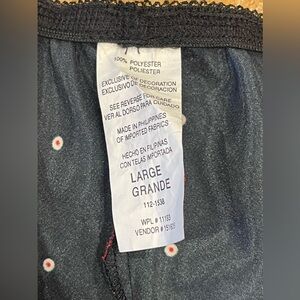 100% POLYESTER
POLIESTER
EXCLUSIVE OF DECORATION
EXCLUSIVO DE DECORACION
SEE REVERSE FOR CARE
VER AL DORSO PARA CUIDADO
MADE IN PHILIPPINES
OF IMPORTED FABRICS
HECHO EN FILIPINAS
CON TELAS IMPORTADA
LARGE
GRANDE
112-1538
WPL # 11193
VENDOR #